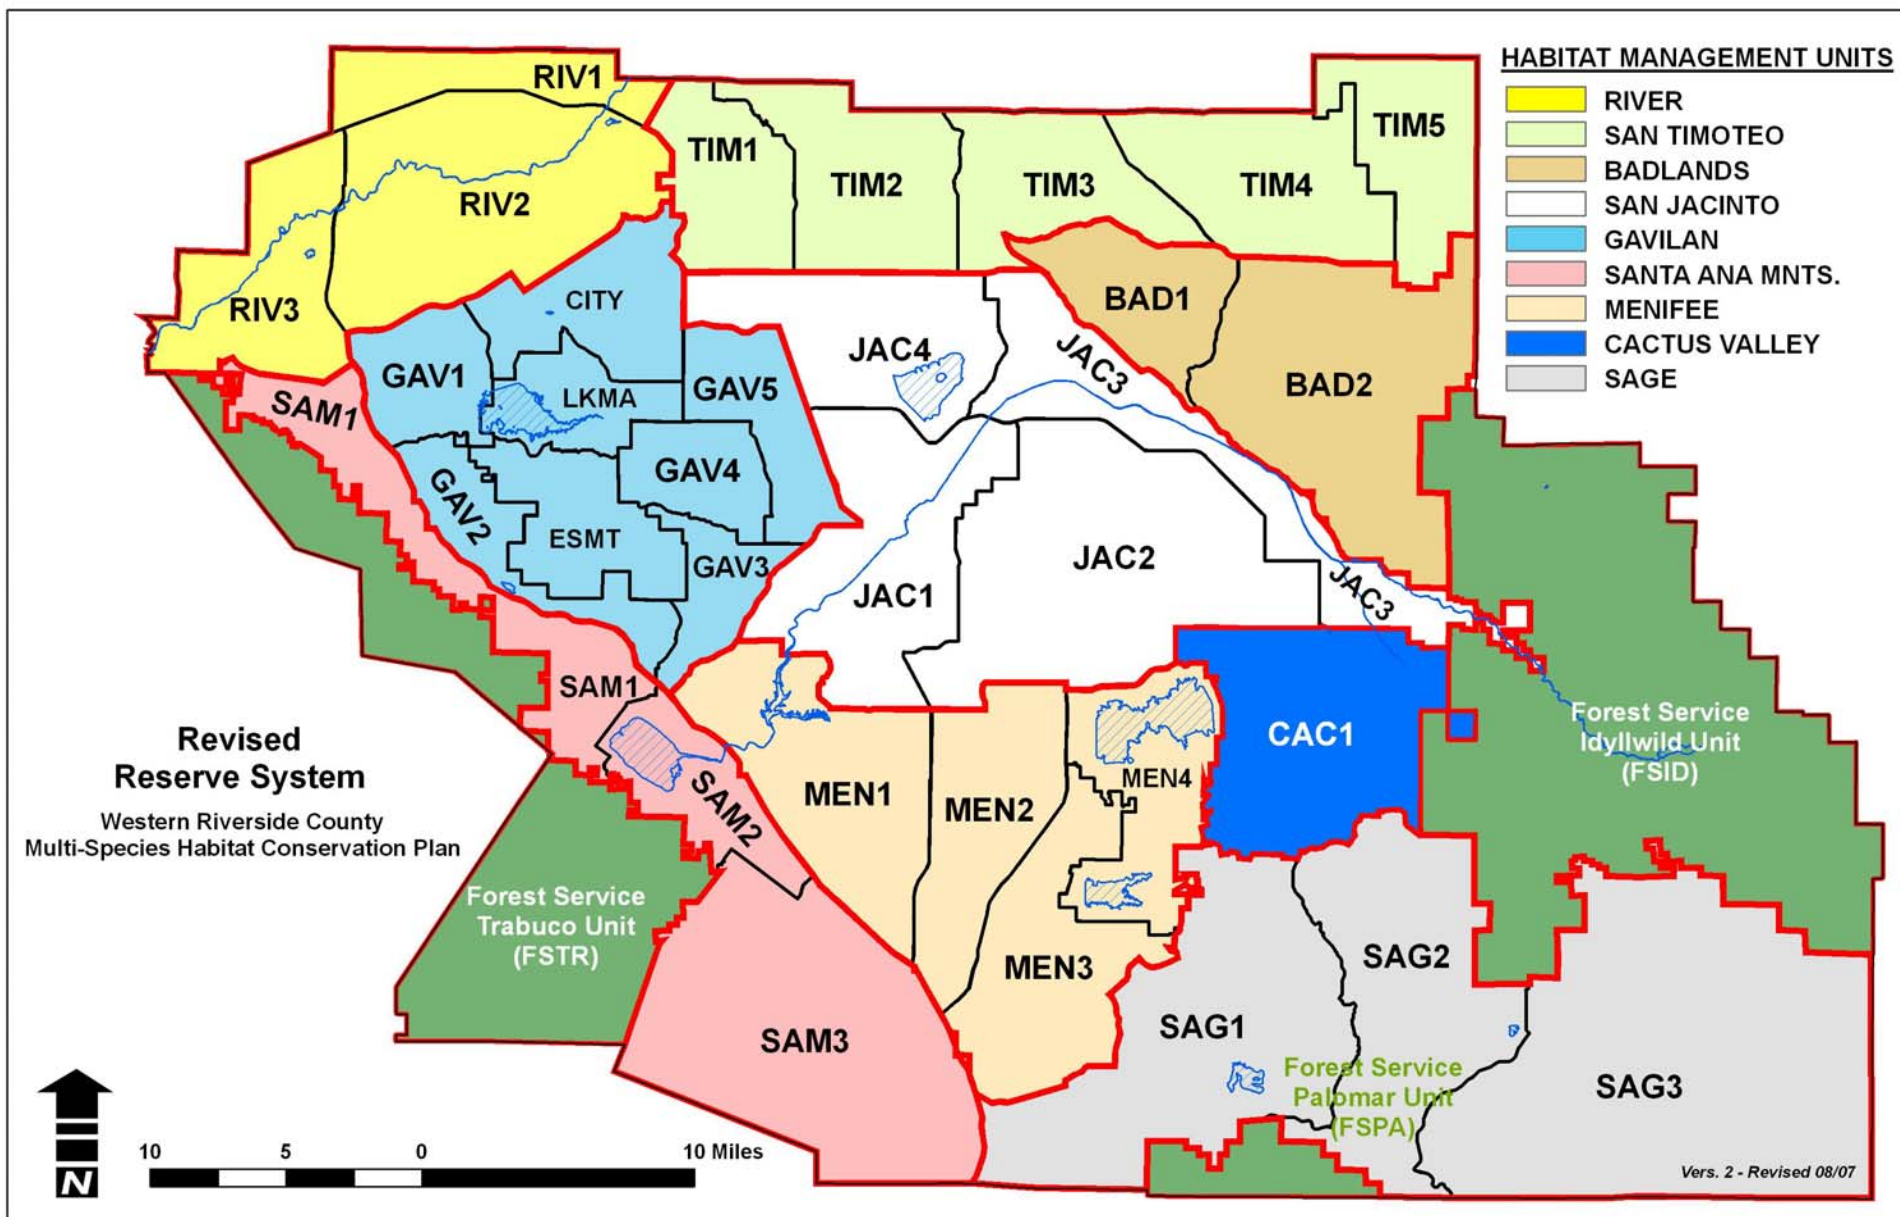 HABITAT MANAGEMENT UNITS
RIVER
SAN TIMOTEO
BADLANDS
SAN JACINTO
GAVILAN
SANTA ANA MNTS.
MENIFEE
CACTUS VALLEY
SAGE
RIV1
RIV2
RIV3
TIM1
TIM2
TIM3
TIM4
TIM5
BAD1
BAD2
CITY
GAV1
LKMA
GAV5
GAV4
GAV2
ESMT
GAV3
JAC4
JAC3
JAC2
JAC1
JAC3
SAM1
SAM1
SAM2
SAM3
MEN1
MEN2
MEN4
MEN3
CAC1
SAG1
SAG2
SAG3
Forest Service
Idyllwild Unit
(FSID)
Forest Service
Trabuco Unit
(FSTR)
Forest Service
Palomar Unit
(FSPA)
Revised
Reserve System
Western Riverside County
Multi-Species Habitat Conservation Plan
N
10 5 0 10 Miles
Vers. 2 - Revised 08/07